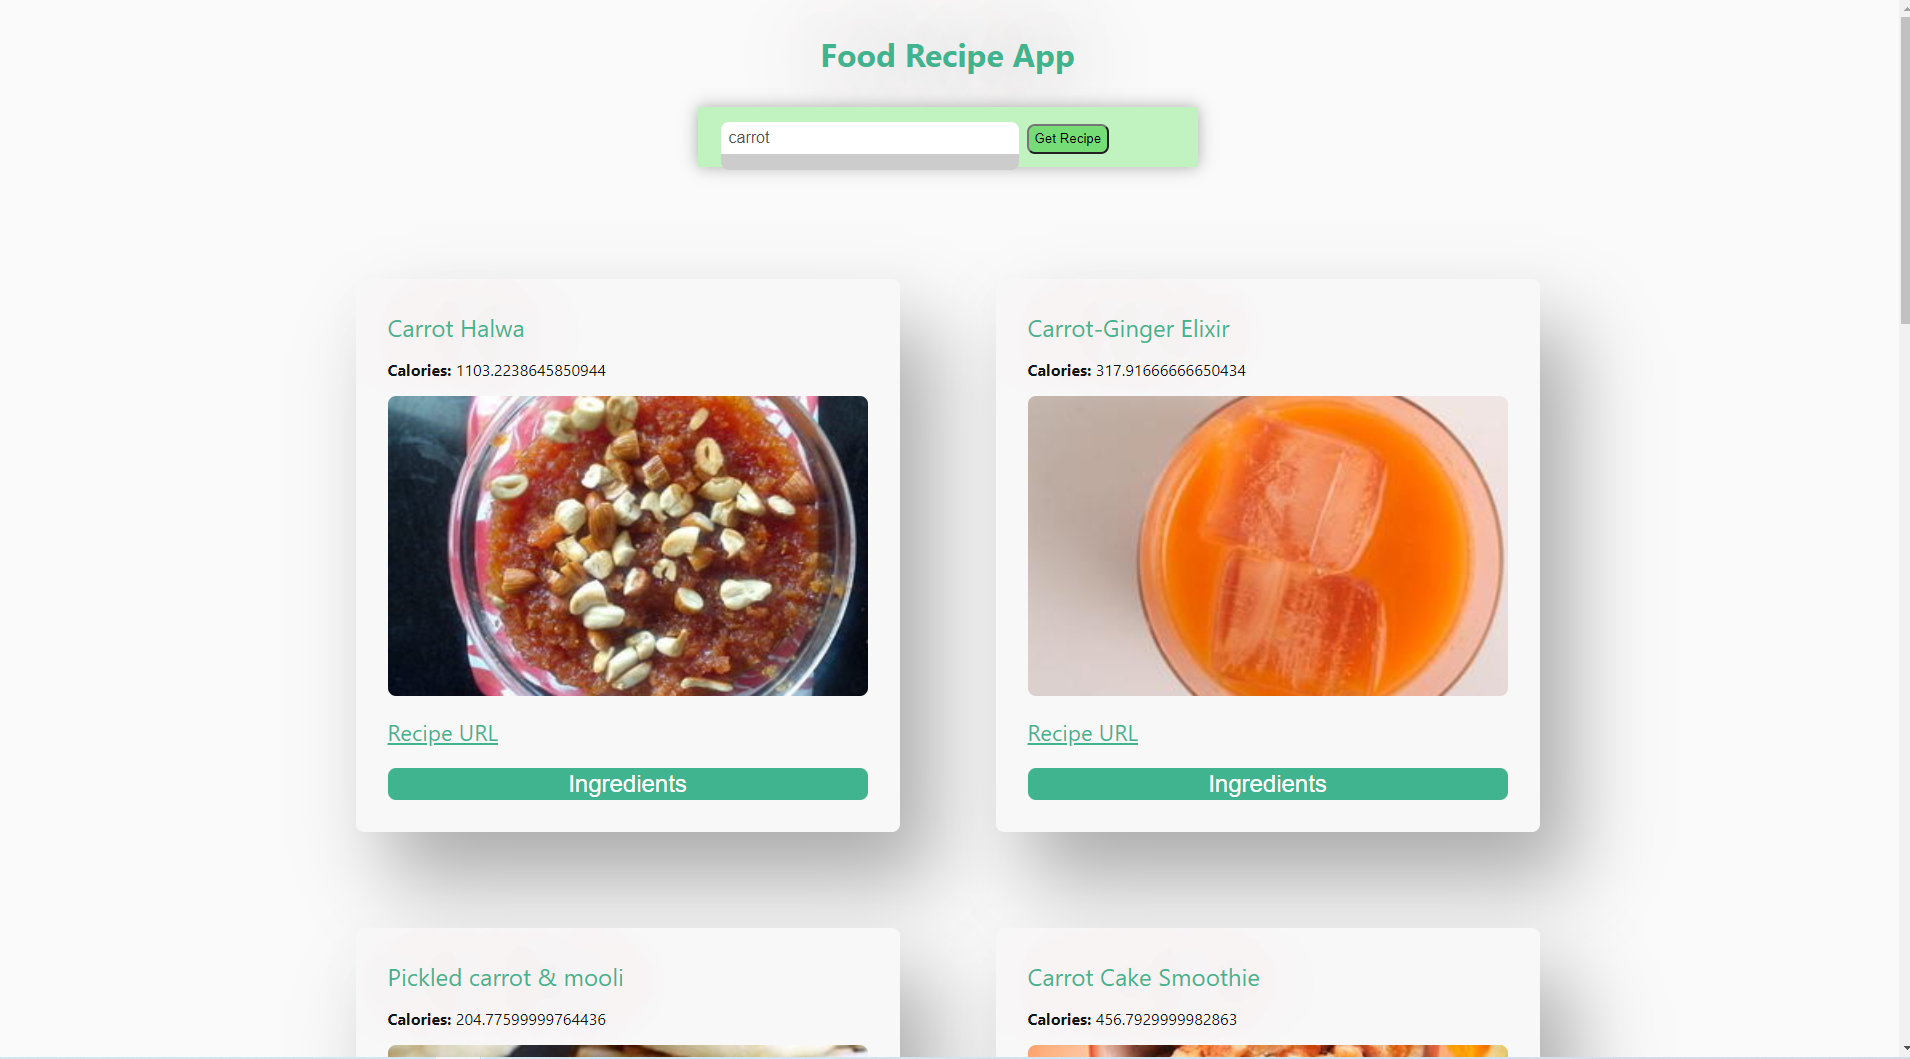 Food Recipe App
carrot
Get Recipe
Carrot Halwa
Calories: 1103.2238645850944
Recipe URL
Ingredients
Carrot-Ginger Elixir
Calories: 317.91666666650434
Recipe URL
Ingredients
Pickled carrot & mooli
Calories: 204.77599999764436
Carrot Cake Smoothie
Calories: 456.7929999982863